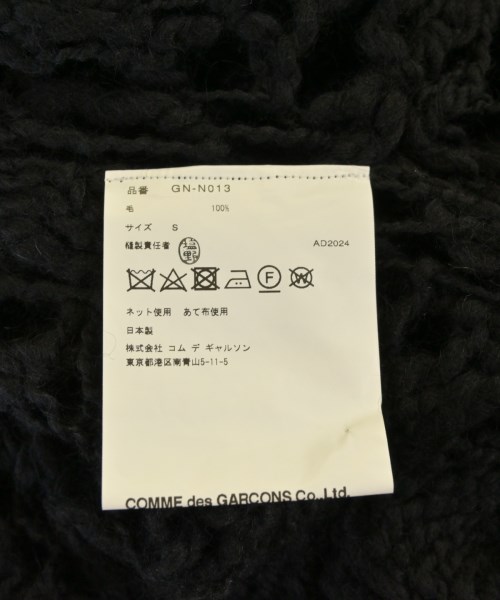 品番 GN-N013
毛 100%
サイズ S
縫製責任者 塩野 AD2024
F W
ネット使用 あて布使用
日本製
株式会社 コム デ ギャルソン
東京都港区南青山5-11-5
COMME des GARCONS Co., Ltd.